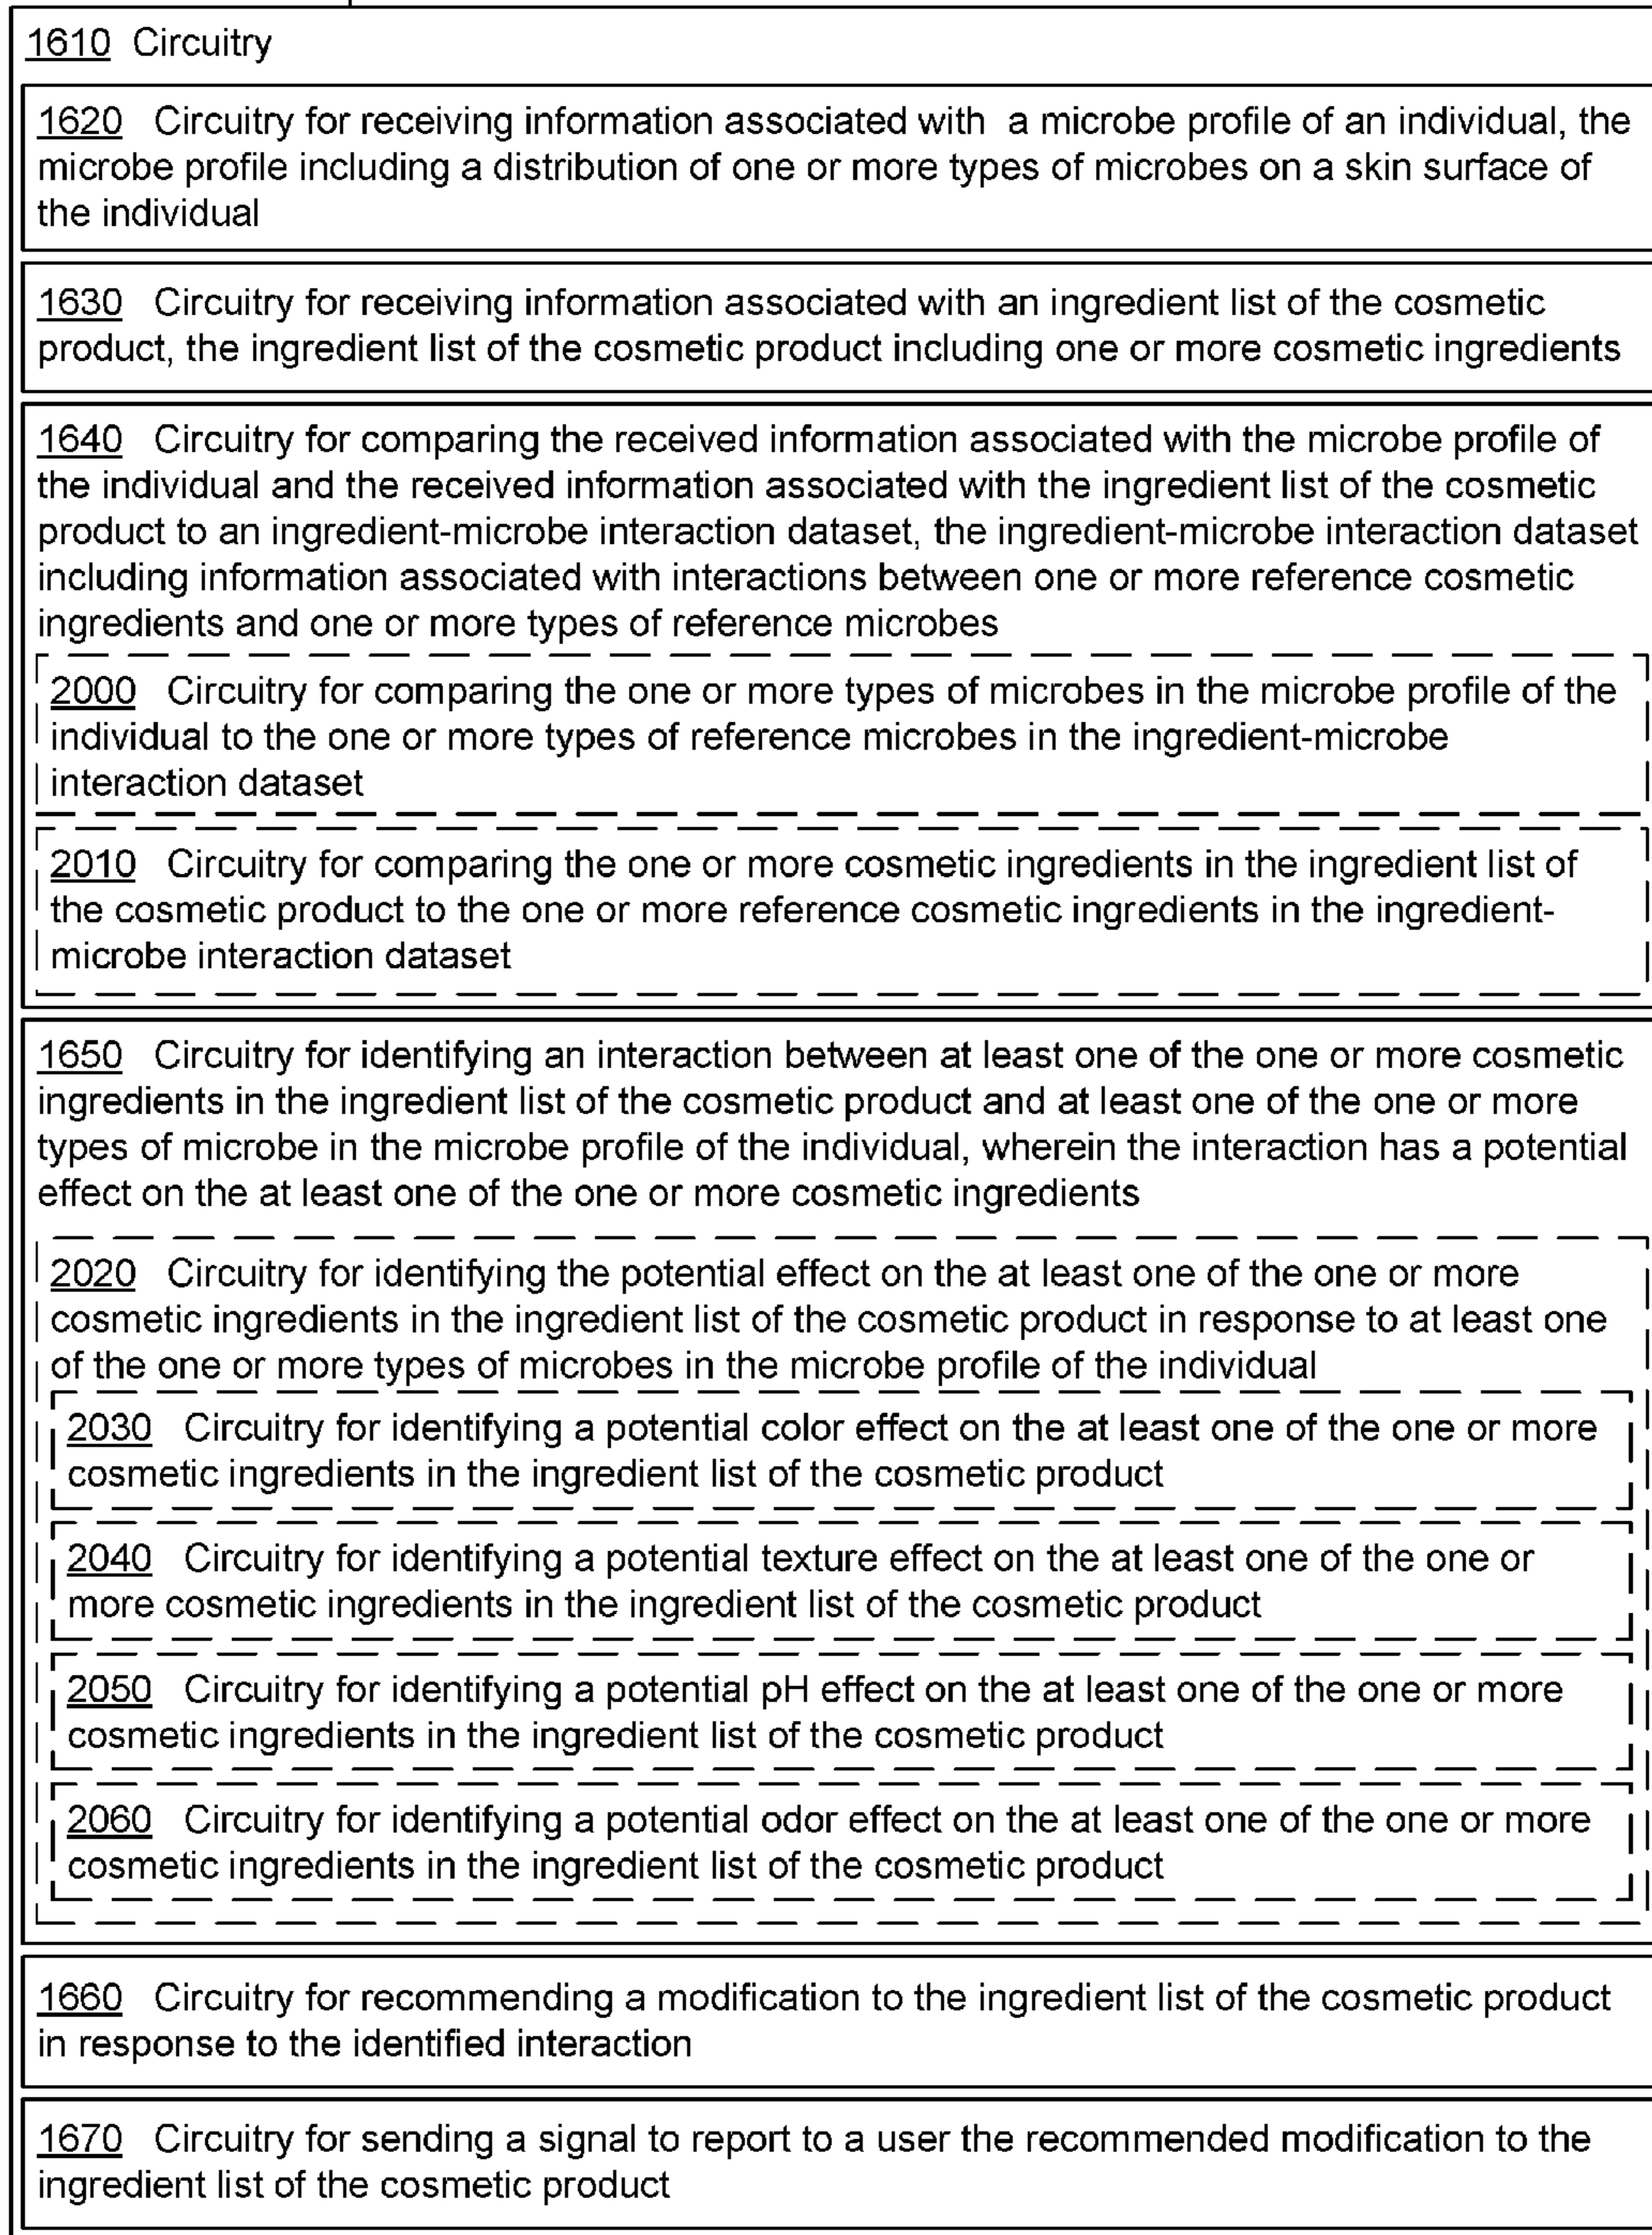 1610 Circuitry
1620 Circuitry for receiving information associated with a microbe profile of an individual, the
microbe profile including a distribution of one or more types of microbes on a skin surface of
the individual
1630 Circuitry for receiving information associated with an ingredient list of the cosmetic
product, the ingredient list of the cosmetic product including one or more cosmetic ingredients
1640 Circuitry for comparing the received information associated with the microbe profile of
the individual and the received information associated with the ingredient list of the cosmetic
product to an ingredient-microbe interaction dataset, the ingredient-microbe interaction dataset
including information associated with interactions between one or more reference cosmetic
ingredients and one or more types of reference microbes
2000 Circuitry for comparing the one or more types of microbes in the microbe profile of the
individual to the one or more types of reference microbes in the ingredient-microbe
interaction dataset
2010 Circuitry for comparing the one or more cosmetic ingredients in the ingredient list of
the cosmetic product to the one or more reference cosmetic ingredients in the ingredient-
microbe interaction dataset
1650 Circuitry for identifying an interaction between at least one of the one or more cosmetic
ingredients in the ingredient list of the cosmetic product and at least one of the one or more
types of microbe in the microbe profile of the individual, wherein the interaction has a potential
effect on the at least one of the one or more cosmetic ingredients
2020 Circuitry for identifying the potential effect on the at least one of the one or more
cosmetic ingredients in the ingredient list of the cosmetic product in response to at least one
of the one or more types of microbes in the microbe profile of the individual
2030 Circuitry for identifying a potential color effect on the at least one of the one or more
cosmetic ingredients in the ingredient list of the cosmetic product
2040 Circuitry for identifying a potential texture effect on the at least one of the one or
more cosmetic ingredients in the ingredient list of the cosmetic product
2050 Circuitry for identifying a potential pH effect on the at least one of the one or more
cosmetic ingredients in the ingredient list of the cosmetic product
2060 Circuitry for identifying a potential odor effect on the at least one of the one or more
cosmetic ingredients in the ingredient list of the cosmetic product
1660 Circuitry for recommending a modification to the ingredient list of the cosmetic product
in response to the identified interaction
1670 Circuitry for sending a signal to report to a user the recommended modification to the
ingredient list of the cosmetic product